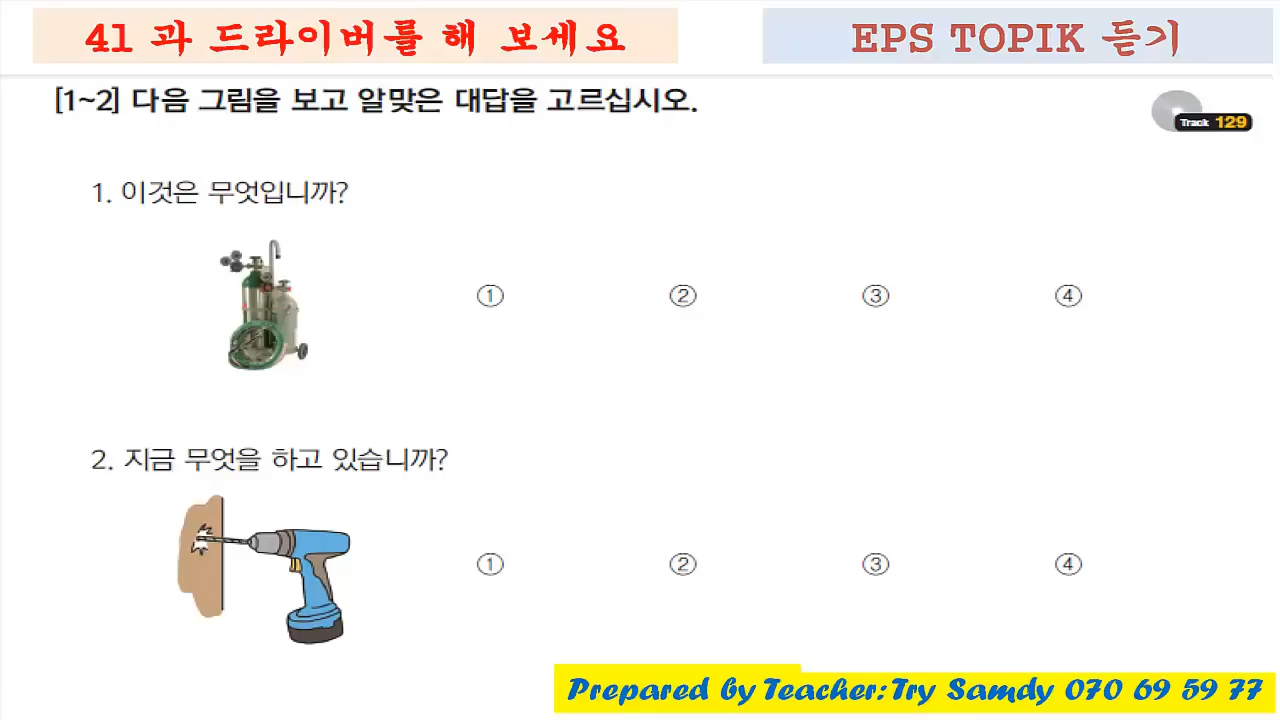 41 과 드라이버를 해 보세요
EPS TOPIK 듣기
[1~2] 다음 그림을 보고 알맞은 대답을 고르십시오.
Track 129
1. 이것은 무엇입니까?
① ② ③ ④
2. 지금 무엇을 하고 있습니까?
① ② ③ ④
Prepared by Teacher: Try Samdy 070 69 59 77